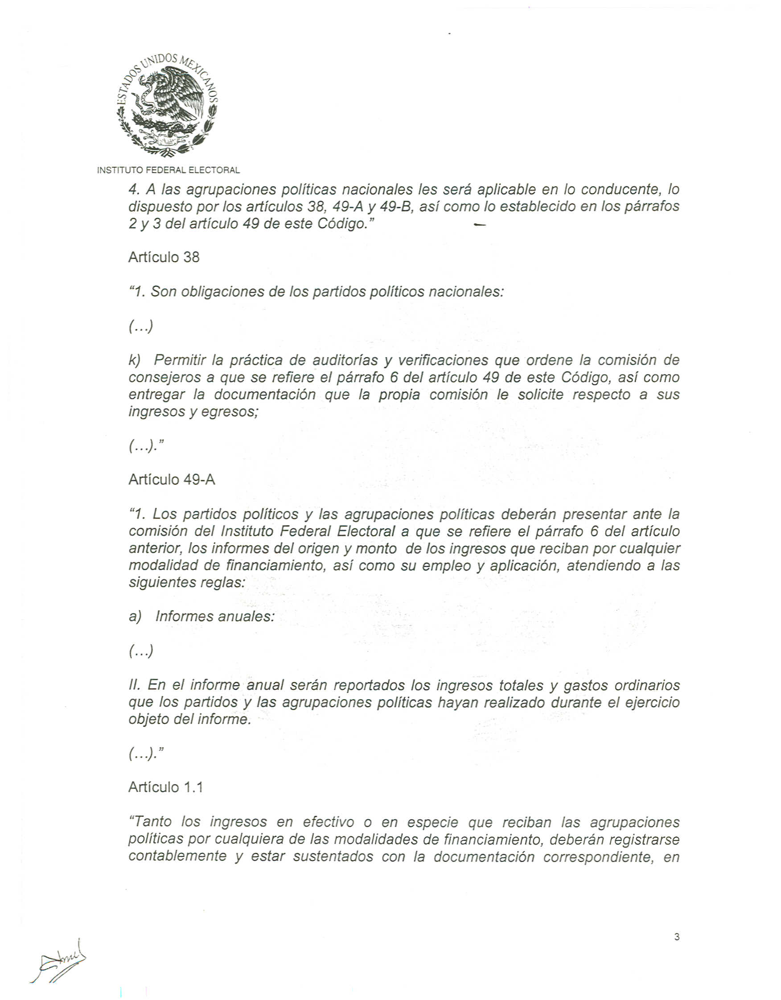 ESTADOS UNIDOS MEXICANOS
INSTITUTO FEDERAL ELECTORAL
4. A las agrupaciones políticas nacionales les será aplicable en lo conducente, lo
dispuesto por los artículos 38, 49-A y 49-B, así como lo establecido en los párrafos
2 y 3 del artículo 49 de este Código.”
Artículo 38
“1. Son obligaciones de los partidos políticos nacionales:
(...)
k) Permitir la práctica de auditorías y verificaciones que ordene la comisión de
consejeros a que se refiere el párrafo 6 del artículo 49 de este Código, así como
entregar la documentación que la propia comisión le solicite respecto a sus
ingresos y egresos;
(...).”
Artículo 49-A
“1. Los partidos políticos y las agrupaciones políticas deberán presentar ante la
comisión del Instituto Federal Electoral a que se refiere el párrafo 6 del artículo
anterior, los informes del origen y monto de los ingresos que reciban por cualquier
modalidad de financiamiento, así como su empleo y aplicación, atendiendo a las
siguientes reglas:
a) Informes anuales:
(...)
II. En el informe anual serán reportados los ingresos totales y gastos ordinarios
que los partidos y las agrupaciones políticas hayan realizado durante el ejercicio
objeto del informe.
(...).”
Artículo 1.1
“Tanto los ingresos en efectivo o en especie que reciban las agrupaciones
políticas por cualquiera de las modalidades de financiamiento, deberán registrarse
contablemente y estar sustentados con la documentación correspondiente, en
3